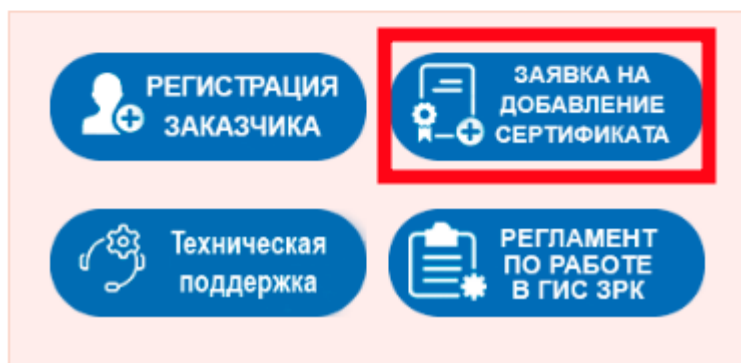 РЕГИСТРАЦИЯ
ЗАКАЗЧИКА
ЗАЯВКА НА
ДОБАВЛЕНИЕ
СЕРТИФИКАТА
Техническая
поддержка
РЕГЛАМЕНТ
ПО РАБОТЕ
В ГИС ЗРК